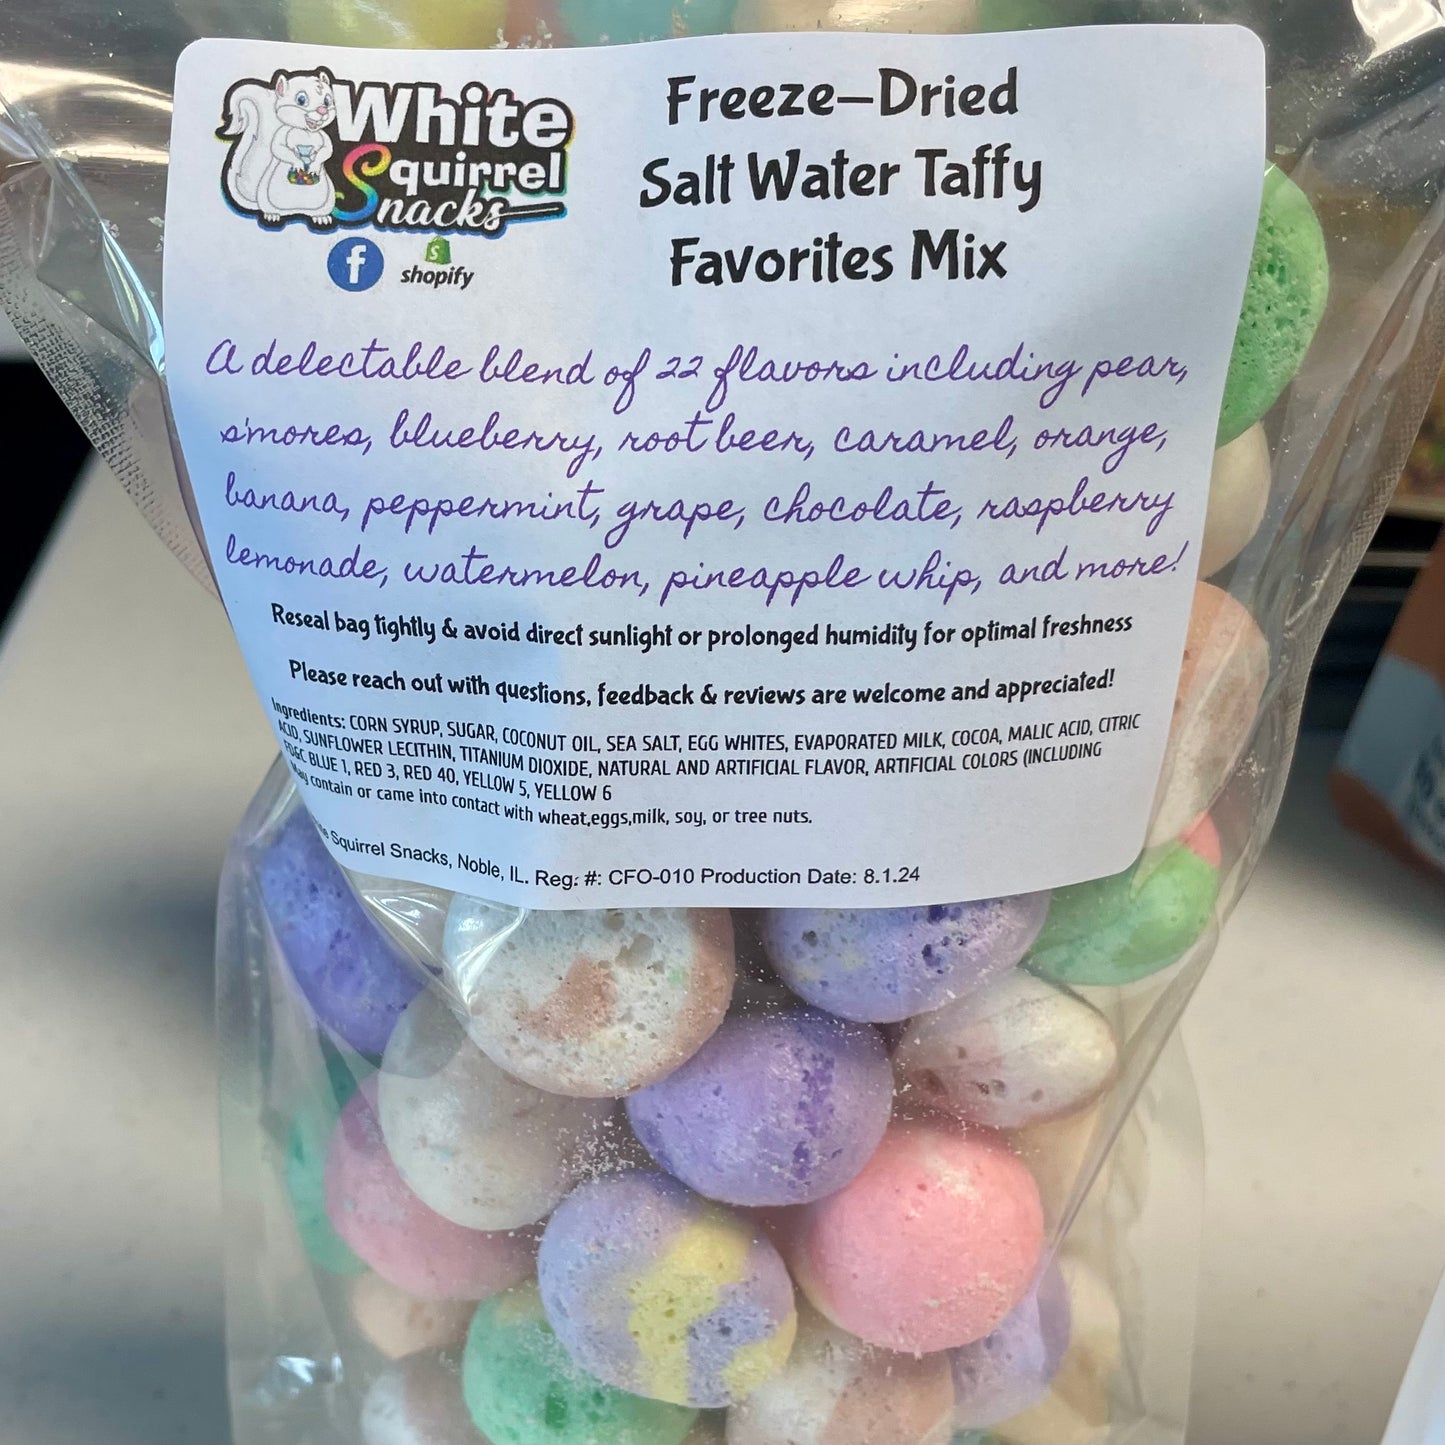 White
Squirrel
Snacks
f
shopify
Freeze-Dried
Salt Water Taffy
Favorites Mix
A delectable blend of 22 flavors including pear,
s'mores, blueberry, root beer, caramel, orange,
banana, peppermint, grape, chocolate, raspberry
lemonade, watermelon, pineapple whip, and more!
Reseal bag tightly & avoid direct sunlight or prolonged humidity for optimal freshness
Please reach out with questions, feedback & reviews are welcome and appreciated!
Ingredients: CORN SYRUP, SUGAR, COCONUT OIL, SEA SALT, EGG WHITES, EVAPORATED MILK, COCOA, MALIC ACID, CITRIC
ACID, SUNFLOWER LECITHIN, TITANIUM DIOXIDE, NATURAL AND ARTIFICIAL FLAVOR, ARTIFICIAL COLORS (INCLUDING
FD&C BLUE 1, RED 3, RED 40, YELLOW 5, YELLOW 6
May contain or came into contact with wheat,eggs,milk, soy, or tree nuts.
Squirrel Snacks, Noble, IL. Reg. #: CFO-010 Production Date: 8.1.24